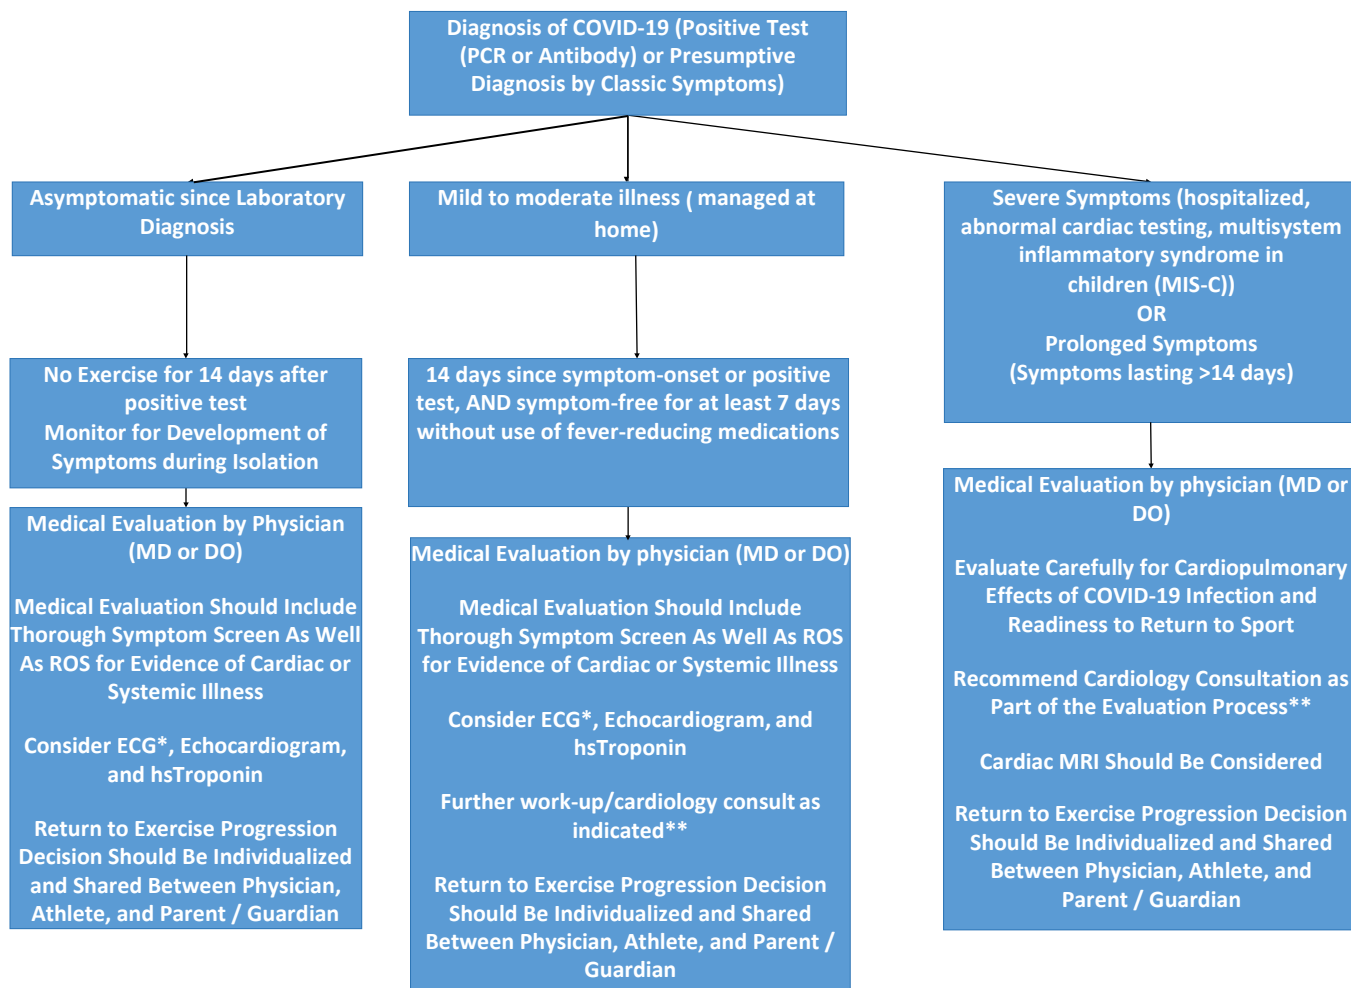 Diagnosis of COVID-19 (Positive Test
(PCR or Antibody) or Presumptive
Diagnosis by Classic Symptoms)
Asymptomatic since Laboratory
Diagnosis
No Exercise for 14 days after
positive test
Monitor for Development of
Symptoms during Isolation
Medical Evaluation by Physician
(MD or DO)
Medical Evaluation Should Include
Thorough Symptom Screen As Well
As ROS for Evidence of Cardiac or
Systemic Illness
Consider ECG*, Echocardiogram,
and hsTroponin
Return to Exercise Progression
Decision Should Be Individualized
and Shared Between Physician,
Athlete, and Parent / Guardian
Mild to moderate illness ( managed at
home)
14 days since symptom-onset or positive
test, AND symptom-free for at least 7 days
without use of fever-reducing medications
Medical Evaluation by physician (MD or DO)
Medical Evaluation Should Include
Thorough Symptom Screen As Well As ROS
for Evidence of Cardiac or Systemic Illness
Consider ECG*, Echocardiogram, and
hsTroponin
Further work-up/cardiology consult as
indicated**
Return to Exercise Progression Decision
Should Be Individualized and Shared
Between Physician, Athlete, and Parent /
Guardian
Severe Symptoms (hospitalized,
abnormal cardiac testing, multisystem
inflammatory syndrome in
children (MIS-C))
OR
Prolonged Symptoms
(Symptoms lasting >14 days)
Medical Evaluation by physician (MD or
DO)
Evaluate Carefully for Cardiopulmonary
Effects of COVID-19 Infection and
Readiness to Return to Sport
Recommend Cardiology Consultation as
Part of the Evaluation Process**
Cardiac MRI Should Be Considered
Return to Exercise Progression Decision
Should Be Individualized and Shared
Between Physician, Athlete, and
Parent / Guardian